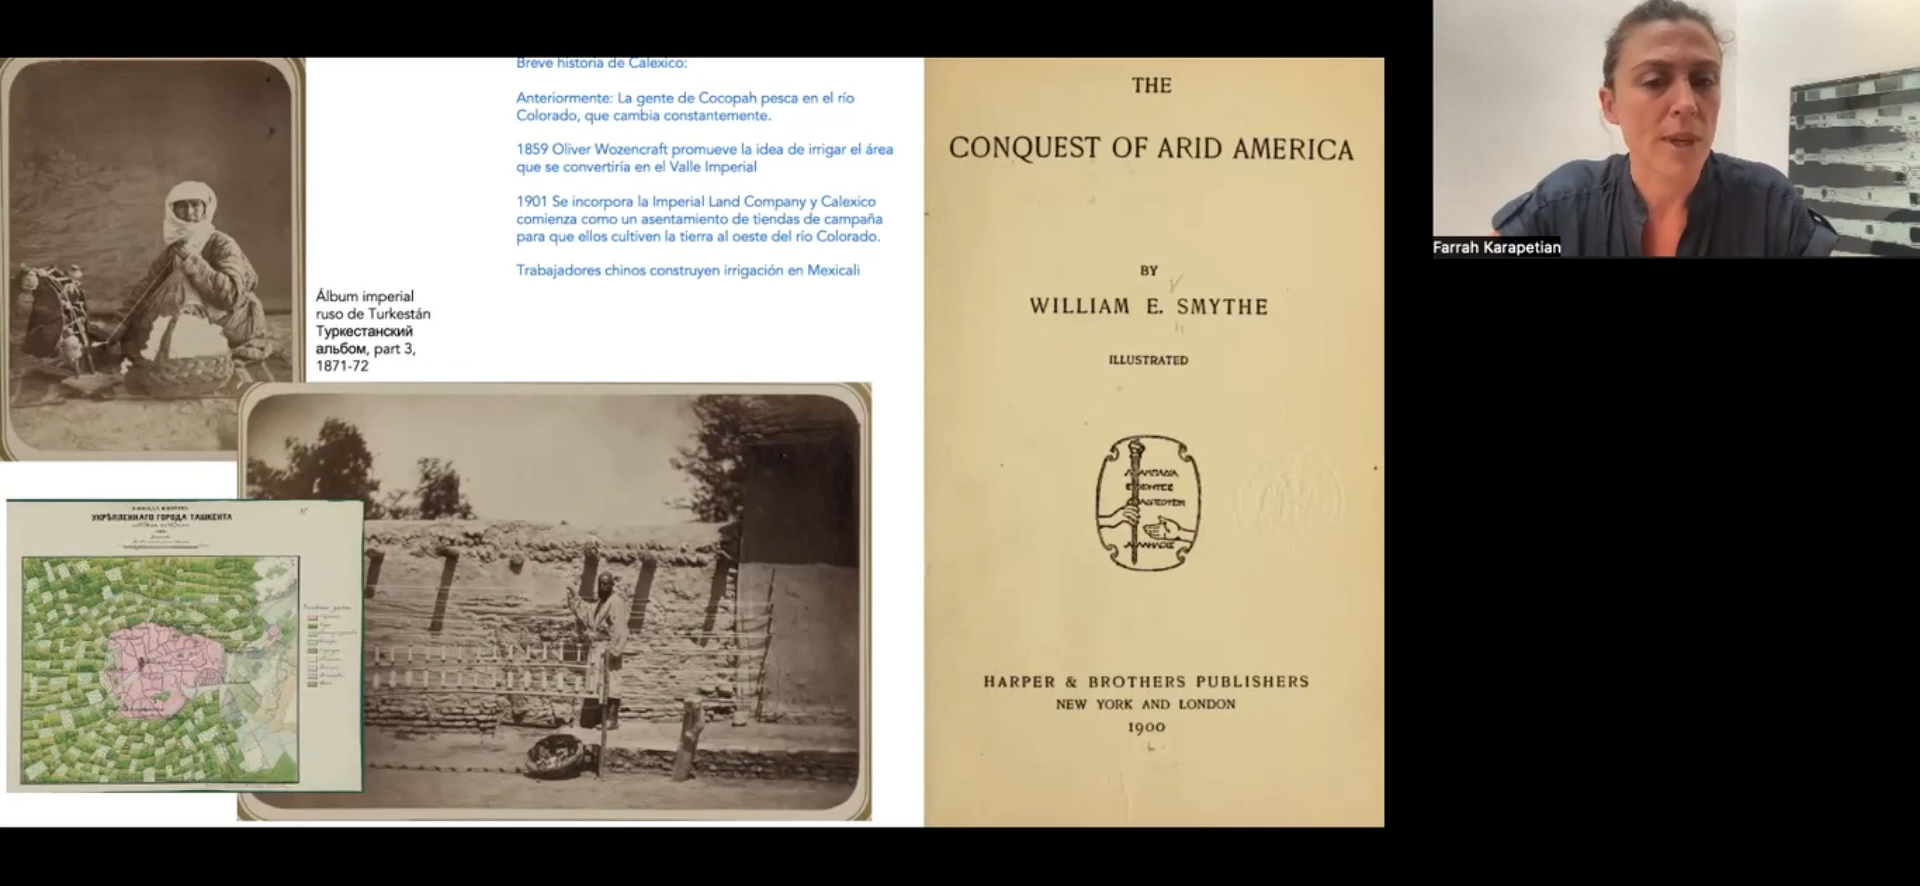 Breve historia de Calexico:
Anteriormente: La gente de Cocopah pesca en el río
Colorado, que cambia constantemente.
1859 Oliver Wozencraft promueve la idea de irrigar el área
que se convertiría en el Valle Imperial
1901 Se incorpora la Imperial Land Company y Calexico
comienza como un asentamiento de tiendas de campaña
para que ellos cultiven la tierra al oeste del río Colorado.
Trabajadores chinos construyen irrigación en Mexicali
Álbum imperial
ruso de Turkestán
Туркестанский
альбом, part 3,
1871-72
УКРѢПЛЕННАГО ГОРОДА ТАШКЕНТА
THE
CONQUEST OF ARID AMERICA
BY
WILLIAM E. SMYTHE
ILLUSTRATED
HARPER & BROTHERS PUBLISHERS
NEW YORK AND LONDON
1900
Farrah Karapetian